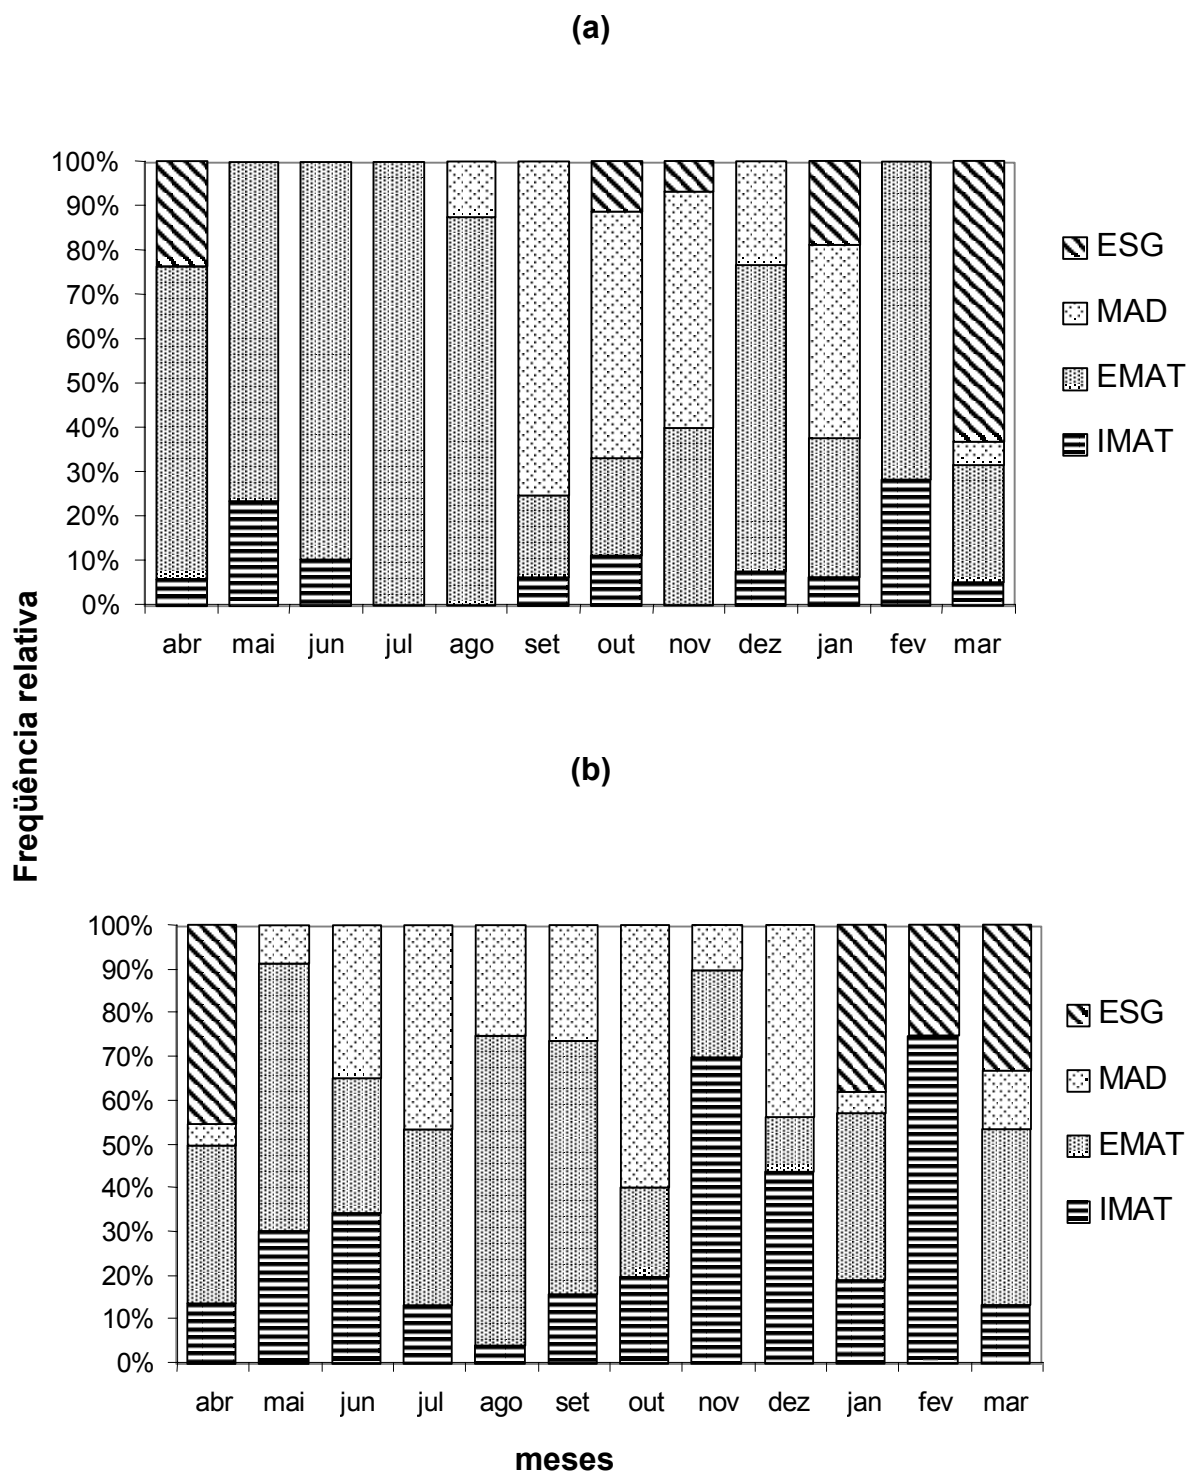 (a)
100%
90%
80%
70%
60%
50%
40%
30%
20%
10%
0%
abr mai jun jul ago set out nov dez jan fev mar
ESG
MAD
EMAT
IMAT
Freqüência relativa
(b)
100%
90%
80%
70%
60%
50%
40%
30%
20%
10%
0%
abr mai jun jul ago set out nov dez jan fev mar
ESG
MAD
EMAT
IMAT
meses